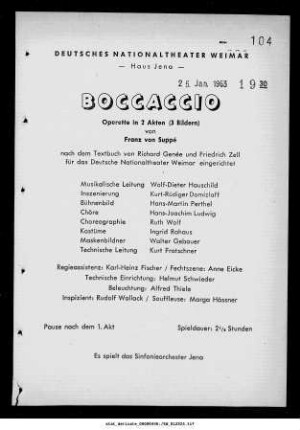 104
DEUTSCHES NATIONALTHEATER WEIMAR
— Haus Jena —
26. Jan. 1963 19 30
BOCCACCIO
Operette in 2 Akten (3 Bildern)
von
Franz von Suppé
nach dem Textbuch von Richard Genée und Friedrich Zell
für das Deutsche Nationaltheater Weimar eingerichtet
Musikalische Leitung Wolf-Dieter Hauschild
Inszenierung Kurt-Rüdiger Domizlaff
Bühnenbild Hans-Martin Perthel
Chöre Hans-Joachim Ludwig
Choreographie Ruth Wolf
Kostüme Ingrid Rahaus
Maskenbildner Walter Gebauer
Technische Leitung Kurt Fratschner
Regieassistenz: Karl-Heinz Fischer / Fechtszene: Anne Eicke
Technische Einrichtung: Helmut Schwieder
Beleuchtung: Alfred Thiele
Inspizient: Rudolf Wallack / Souffleuse: Margo Hössner
Pause nach dem 1. Akt Spieldauer: 2¾ Stunden
Es spielt das Sinfonieorchester Jena